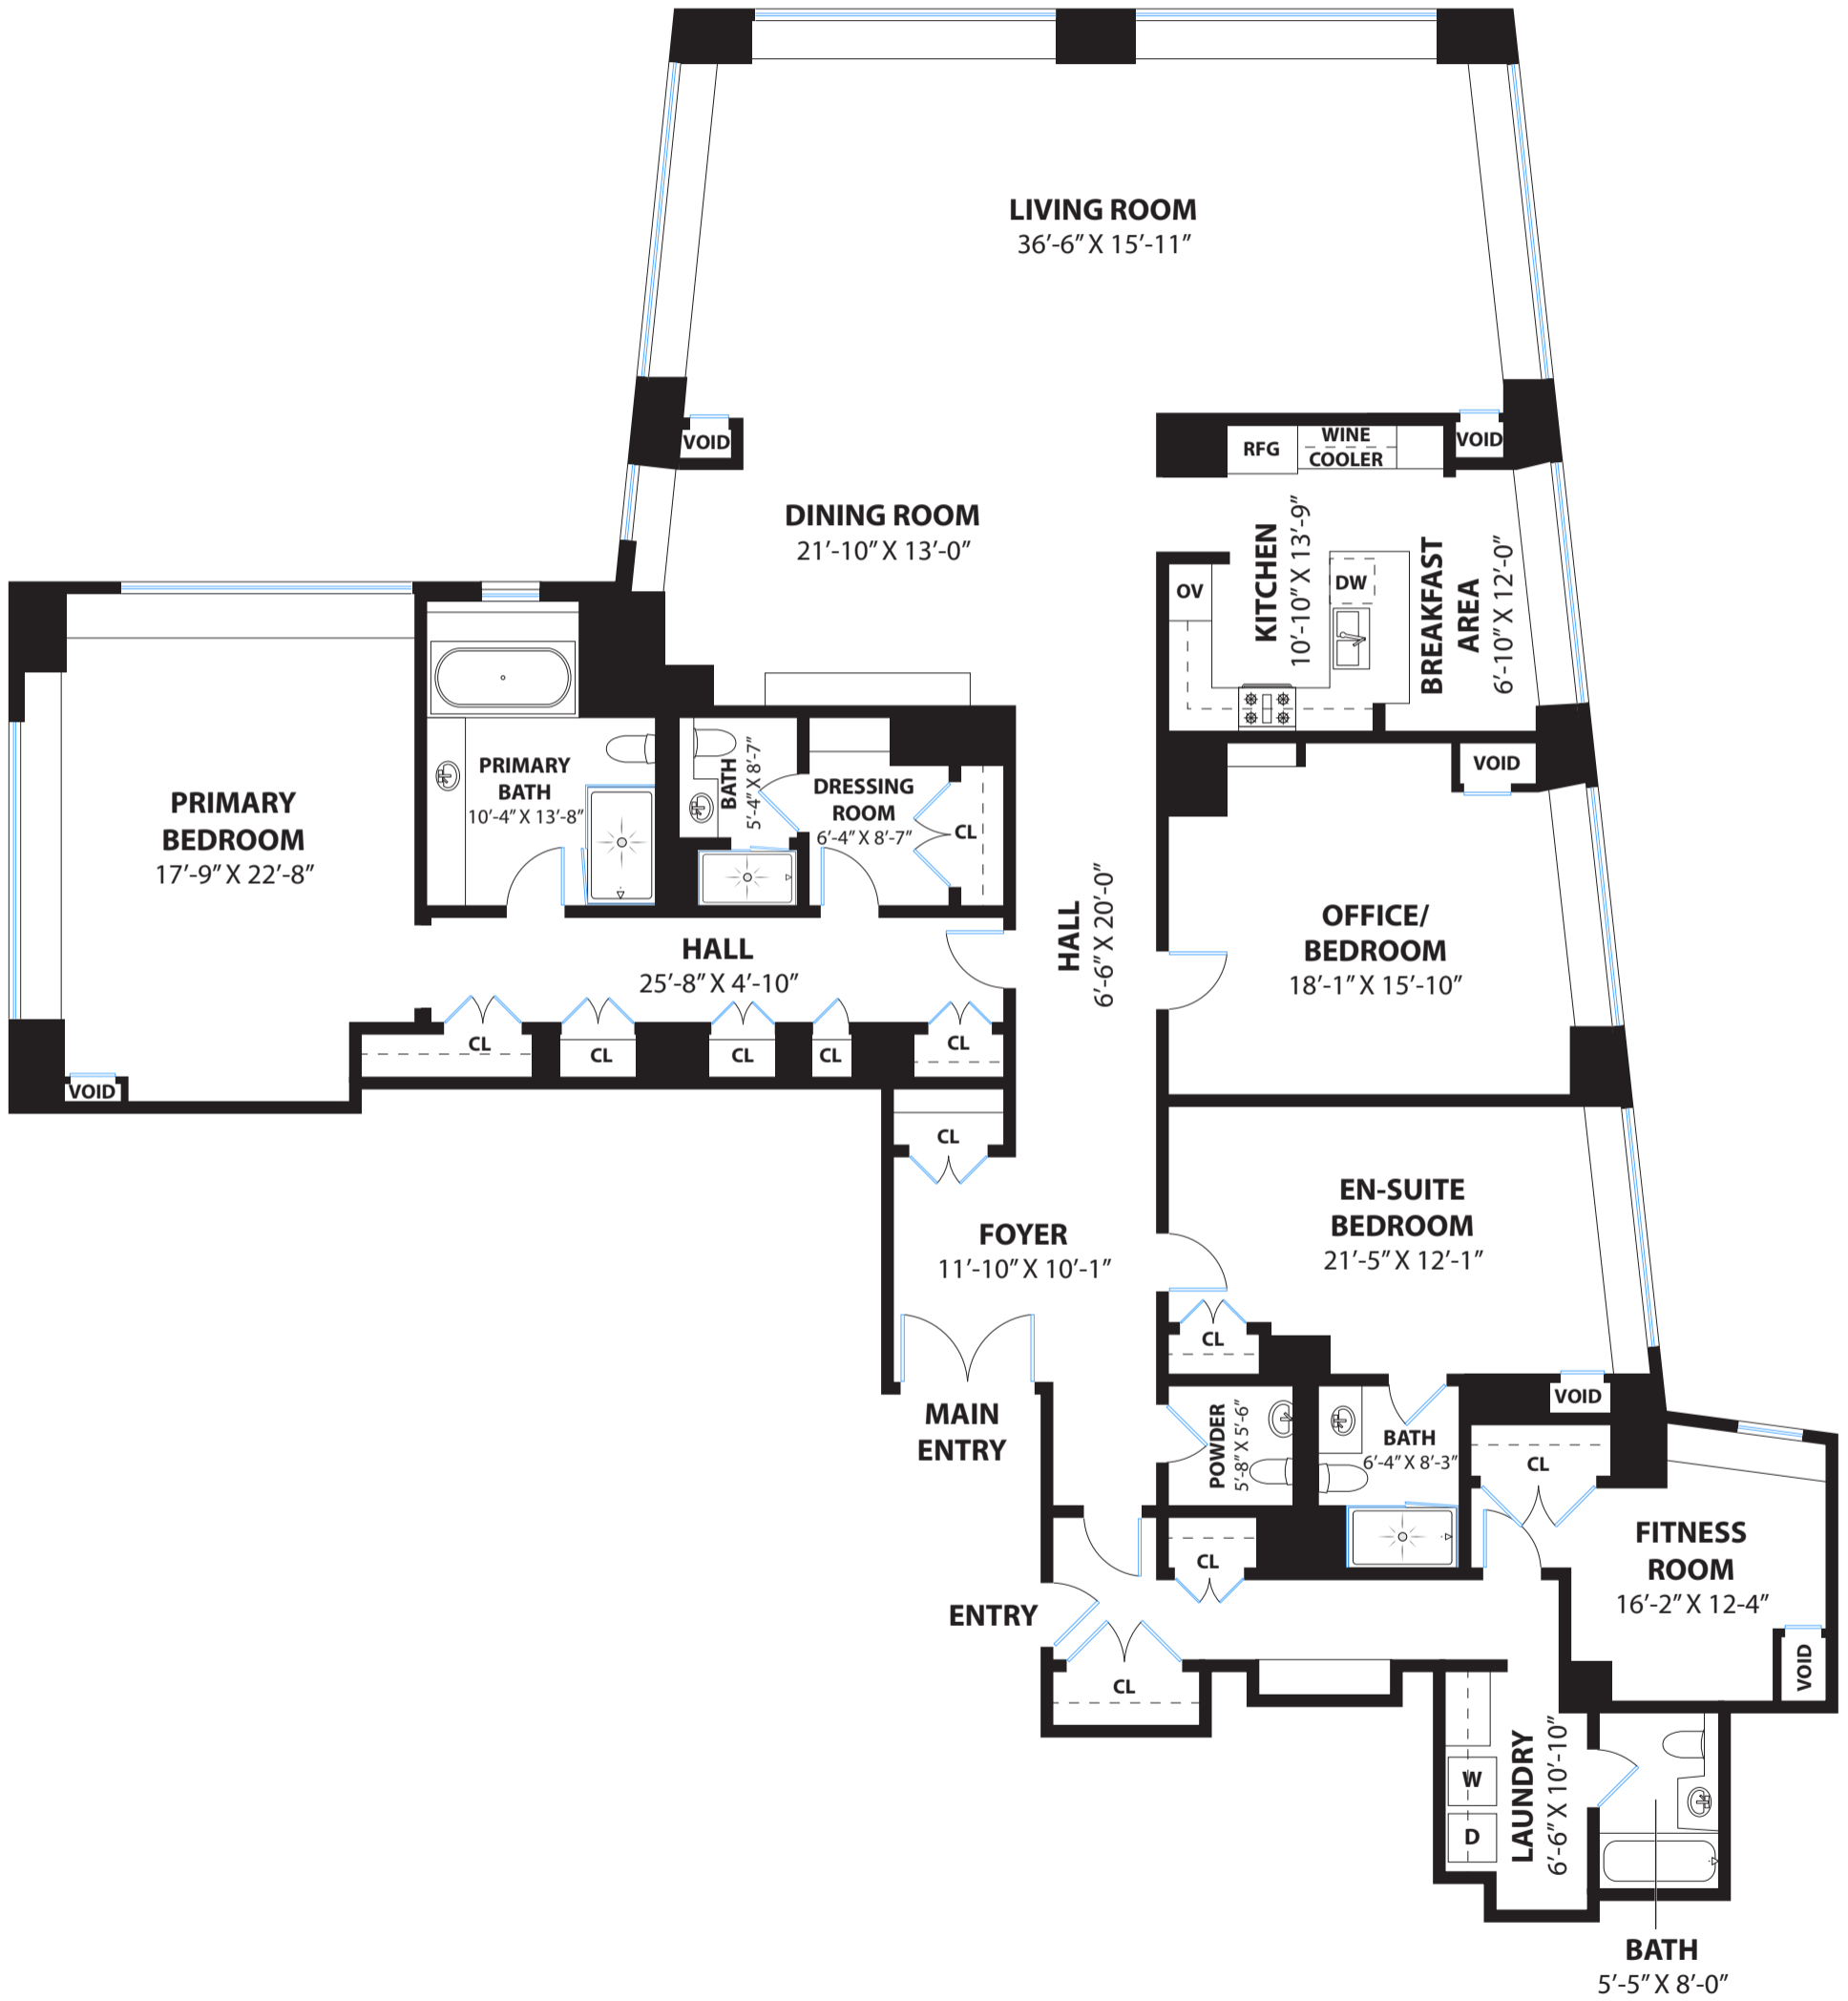 LIVING ROOM
36’-6” X 15’-11”
VOID
RFG
WINE
COOLER
VOID
DINING ROOM
21’-10” X 13’-0”
KITCHEN
10’-10” X 13’-9”
BREAKFAST
AREA
6’-10” X 12’-0”
OV
DW
PRIMARY
BEDROOM
17’-9” X 22’-8”
PRIMARY
BATH
10’-4” X 13’-8”
BATH
5’-4” X 8’-7”
DRESSING
ROOM
6’-4” X 8’-7”
CL
VOID
HALL
25’-8” X 4’-10”
HALL
6’-6” X 20’-0”
OFFICE/
BEDROOM
18’-1” X 15’-10”
CL
CL
CL
CL
CL
VOID
CL
FOYER
11’-10” X 10’-1”
EN-SUITE
BEDROOM
21’-5” X 12’-1”
CL
VOID
MAIN
ENTRY
POWDER
5’-8” X 5’-6”
BATH
6’-4” X 8’-3”
CL
FITNESS
ROOM
16’-2” X 12-4”
CL
ENTRY
CL
VOID
LAUNDRY
6’-6” X 10’-10”
W
D
BATH
5’-5” X 8’-0”